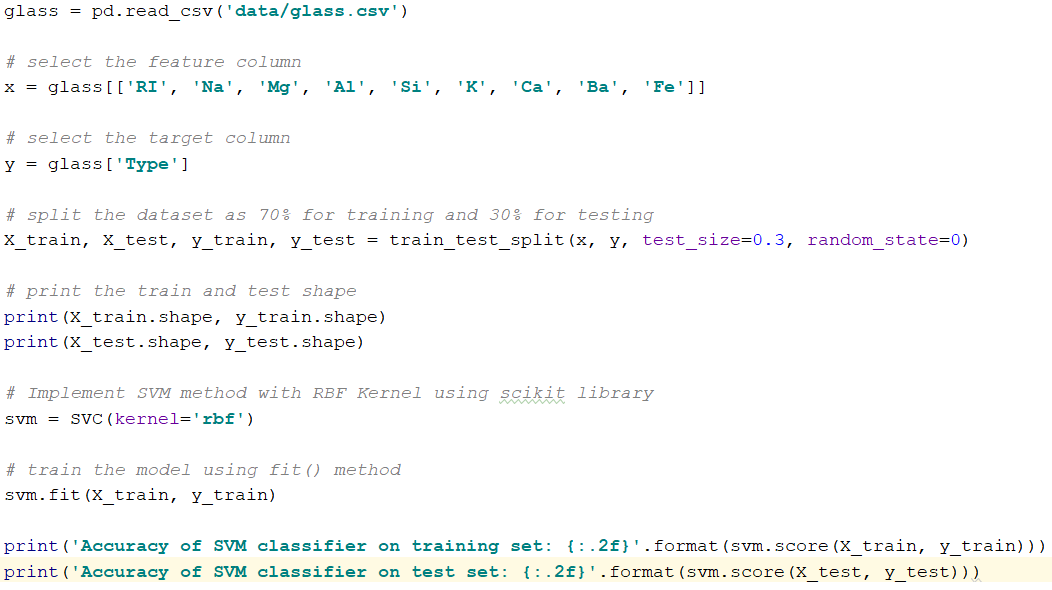 glass = pd.read_csv('data/glass.csv')
# select the feature column
x = glass[['RI', 'Na', 'Mg', 'Al', 'Si', 'K', 'Ca', 'Ba', 'Fe']]
# select the target column
y = glass['Type']
# split the dataset as 70% for training and 30% for testing
X_train, X_test, y_train, y_test = train_test_split(x, y, test_size=0.3, random_state=0)
# print the train and test shape
print(X_train.shape, y_train.shape)
print(X_test.shape, y_test.shape)
# Implement SVM method with RBF Kernel using scikit library
svm = SVC(kernel='rbf')
# train the model using fit() method
svm.fit(X_train, y_train)
print('Accuracy of SVM classifier on training set: {:.2f}'.format(svm.score(X_train, y_train)))
print('Accuracy of SVM classifier on test set: {:.2f}'.format(svm.score(X_test, y_test)))